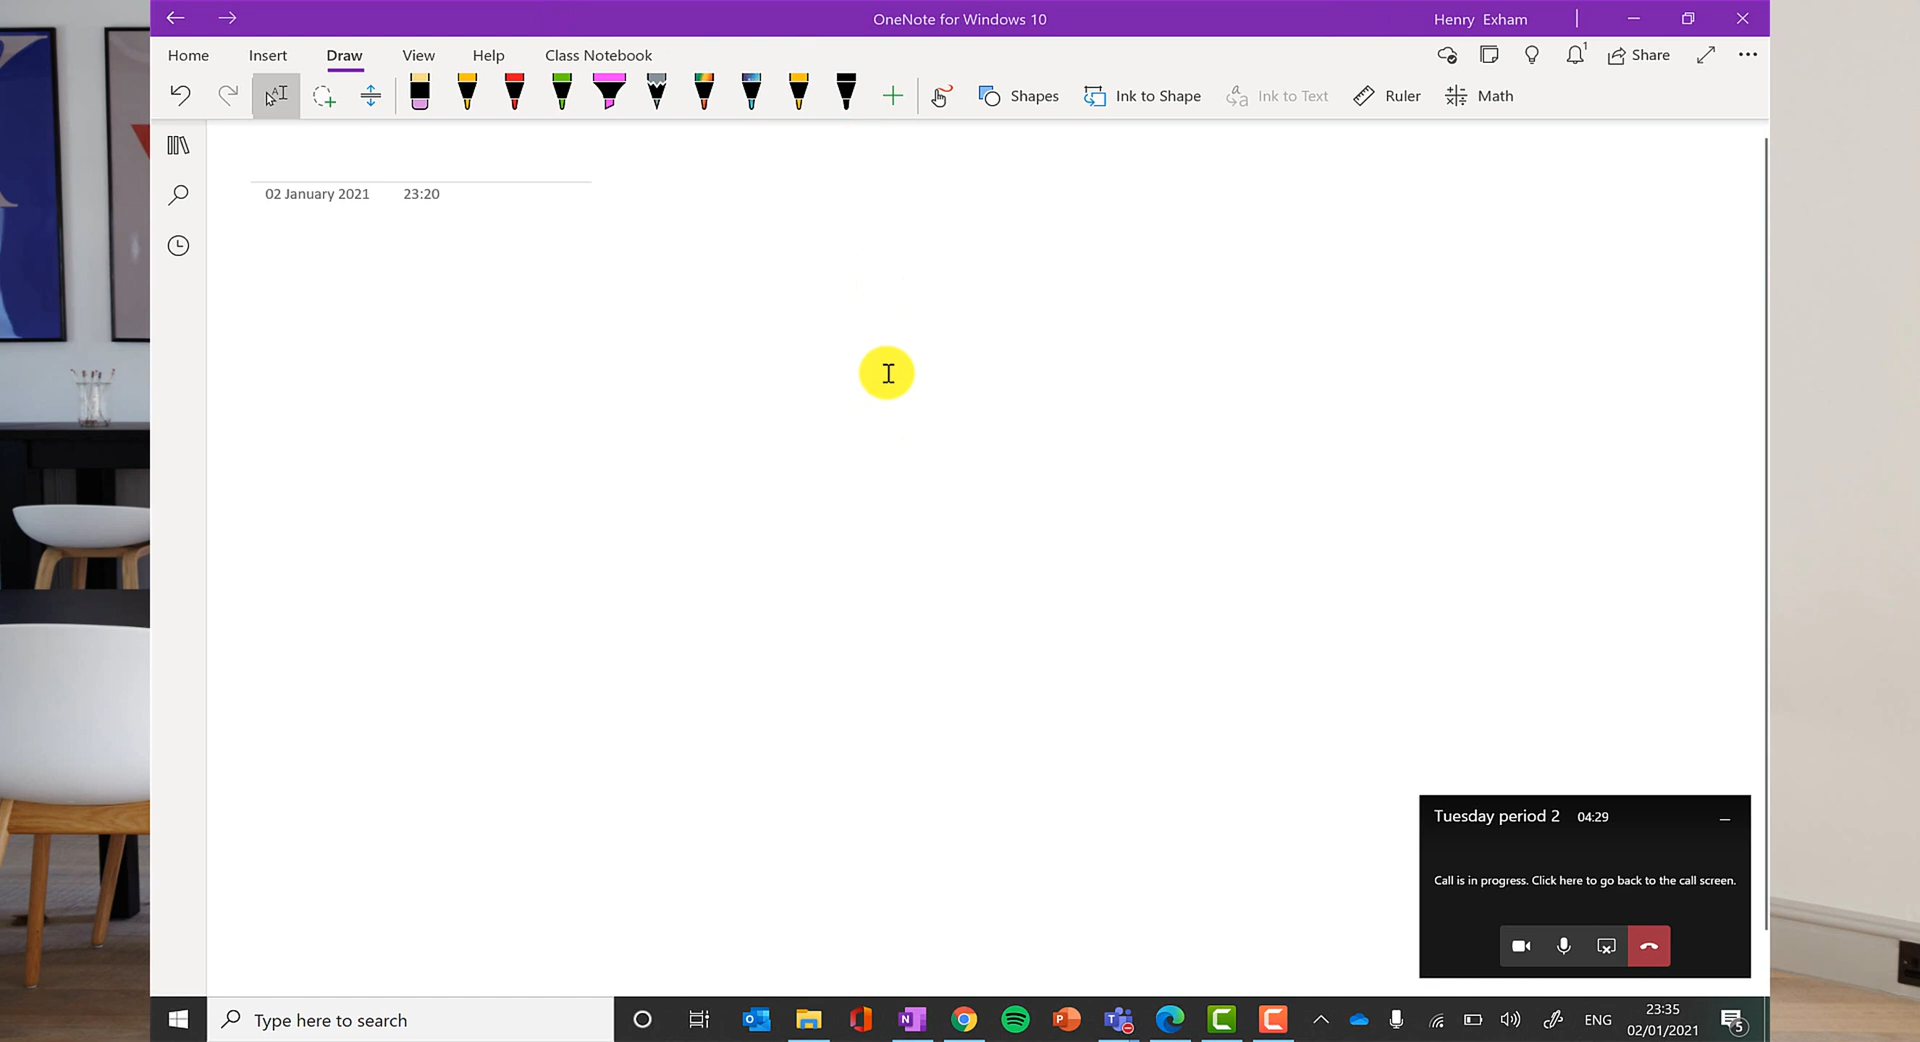 OneNote for Windows 10
Henry Exham
Home Insert Draw View Help Class Notebook
1 Share
Shapes Ink to Shape Ink to Text Ruler Math
02 January 2021 23:20
Tuesday period 2 04:29
Call is in progress. Click here to go back to the call screen.
Type here to search
ENG
23:35
02/01/2021
5